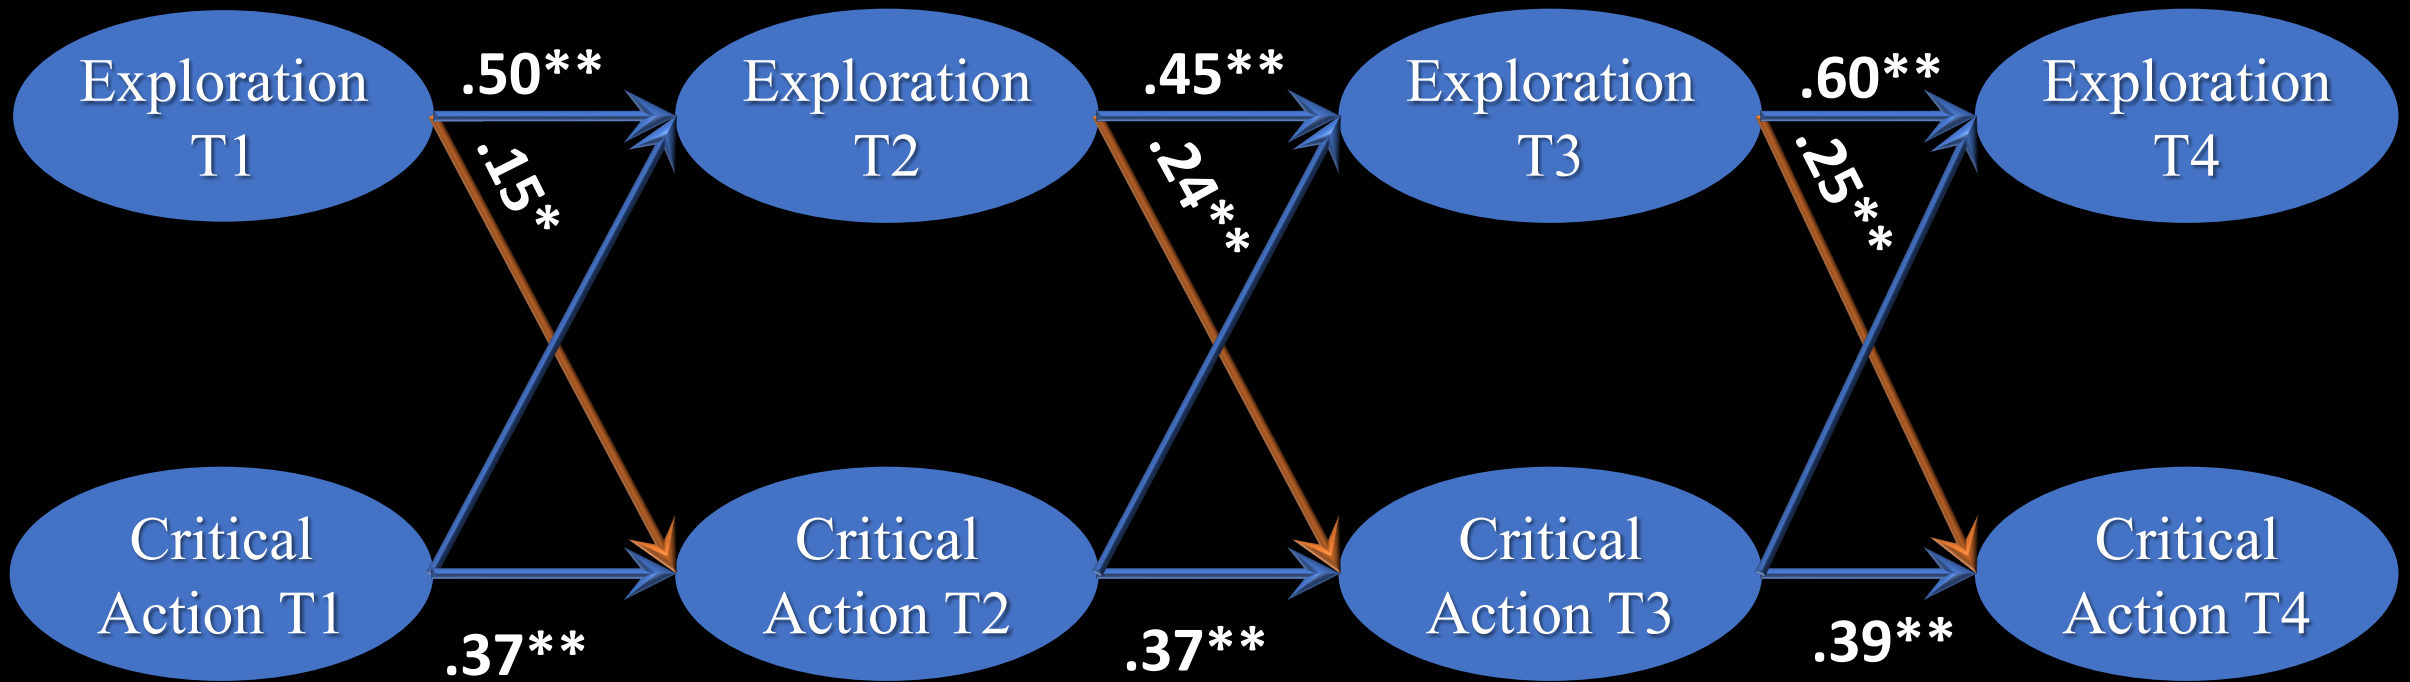 Exploration
T1
.50**
Exploration
T2
.45**
Exploration
T3
.60**
Exploration
T4
.15*
.24**
.25**
Critical
Action T1
.37**
Critical
Action T2
.37**
Critical
Action T3
.39**
Critical
Action T4